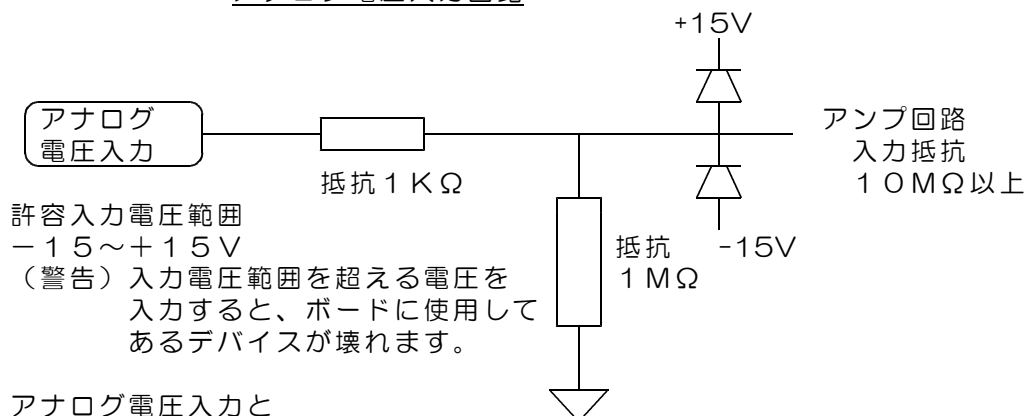 +15V
アナログ
電圧入力
アンプ回路
入力抵抗
１０ＭΩ以上
抵抗１ＫΩ
許容入力電圧範囲
－１５～＋１５Ｖ
抵抗
１ＭΩ
-15V
（警告）入力電圧範囲を超える電圧を
入力すると、ボードに使用して
あるデバイスが壊れます。
アナログ電圧入力と